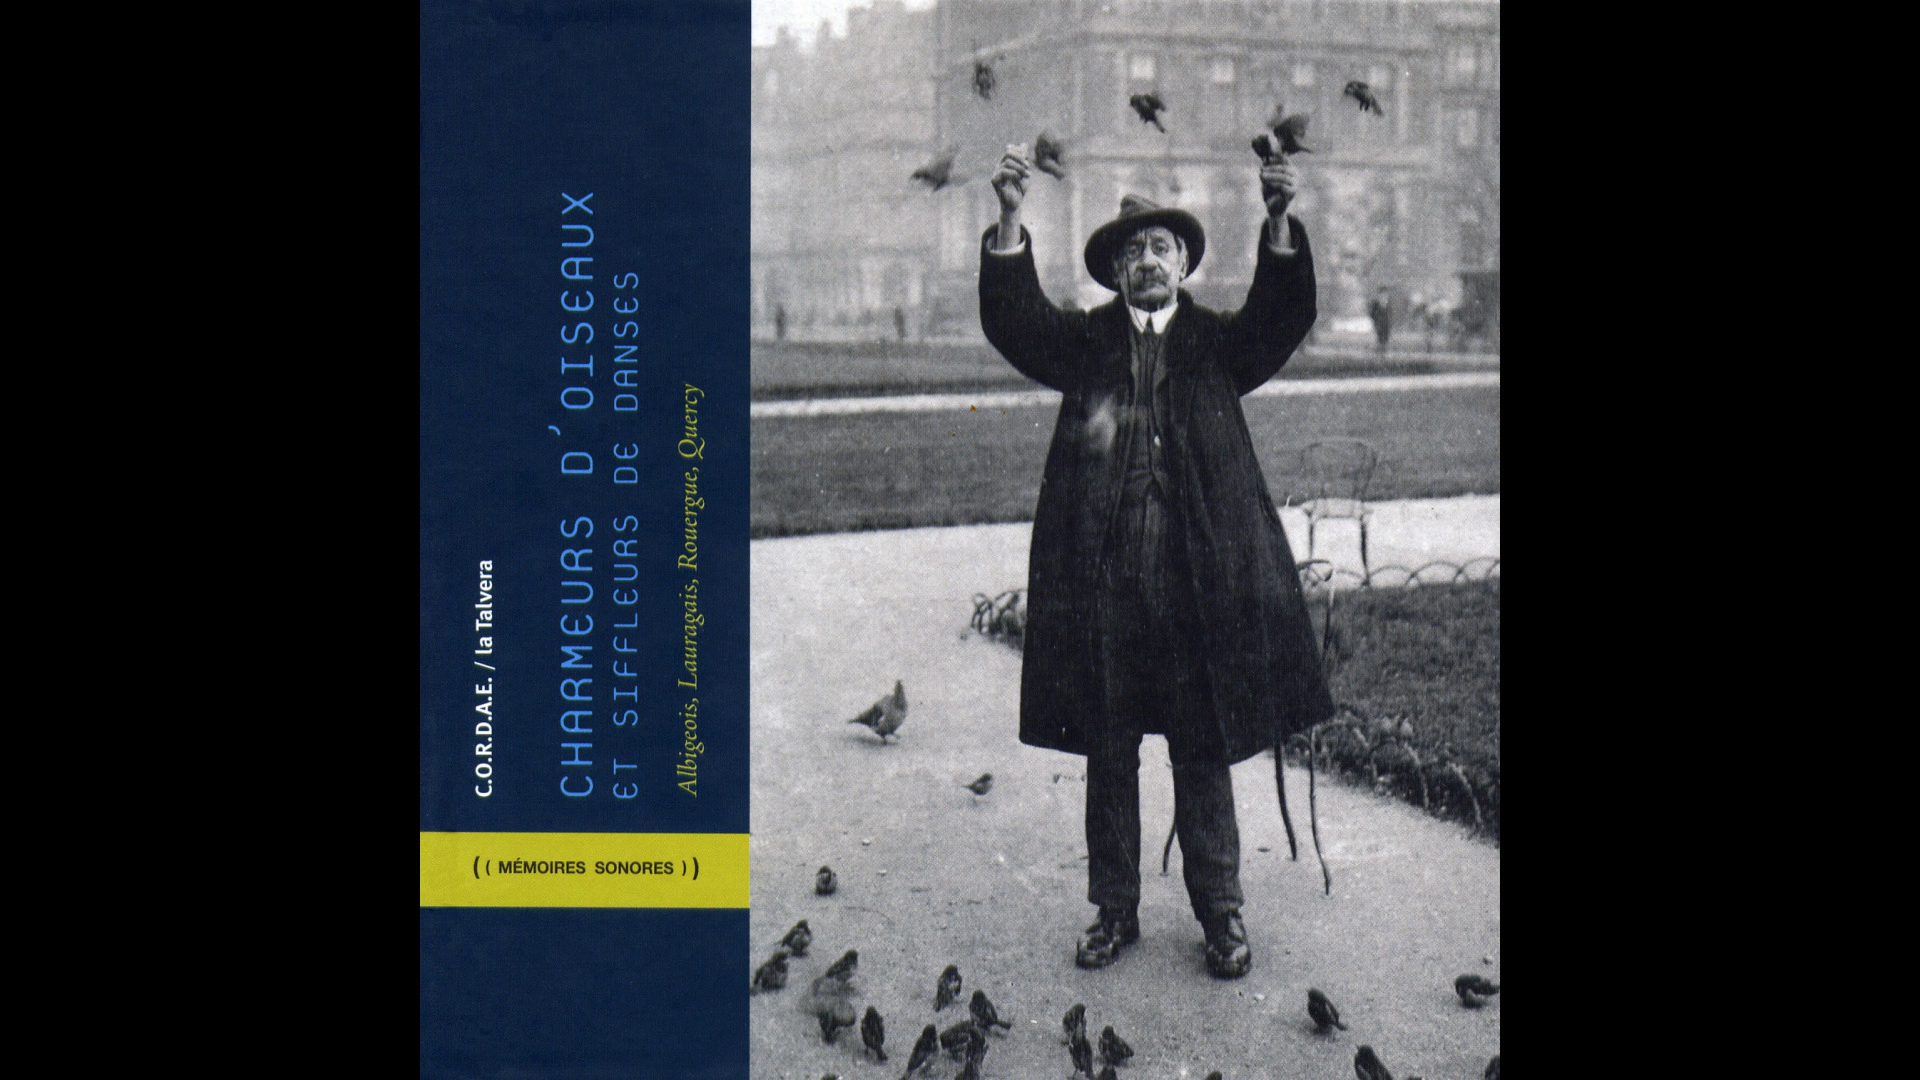 C.O.R.D.A.E. / la Talvera
CHARMEURS D'OISEAUX
ET SIFFLEURS DE DANSES
Albigeois, Lauragais, Rouergue, Quercy
(( MÉMOIRES SONORES ))